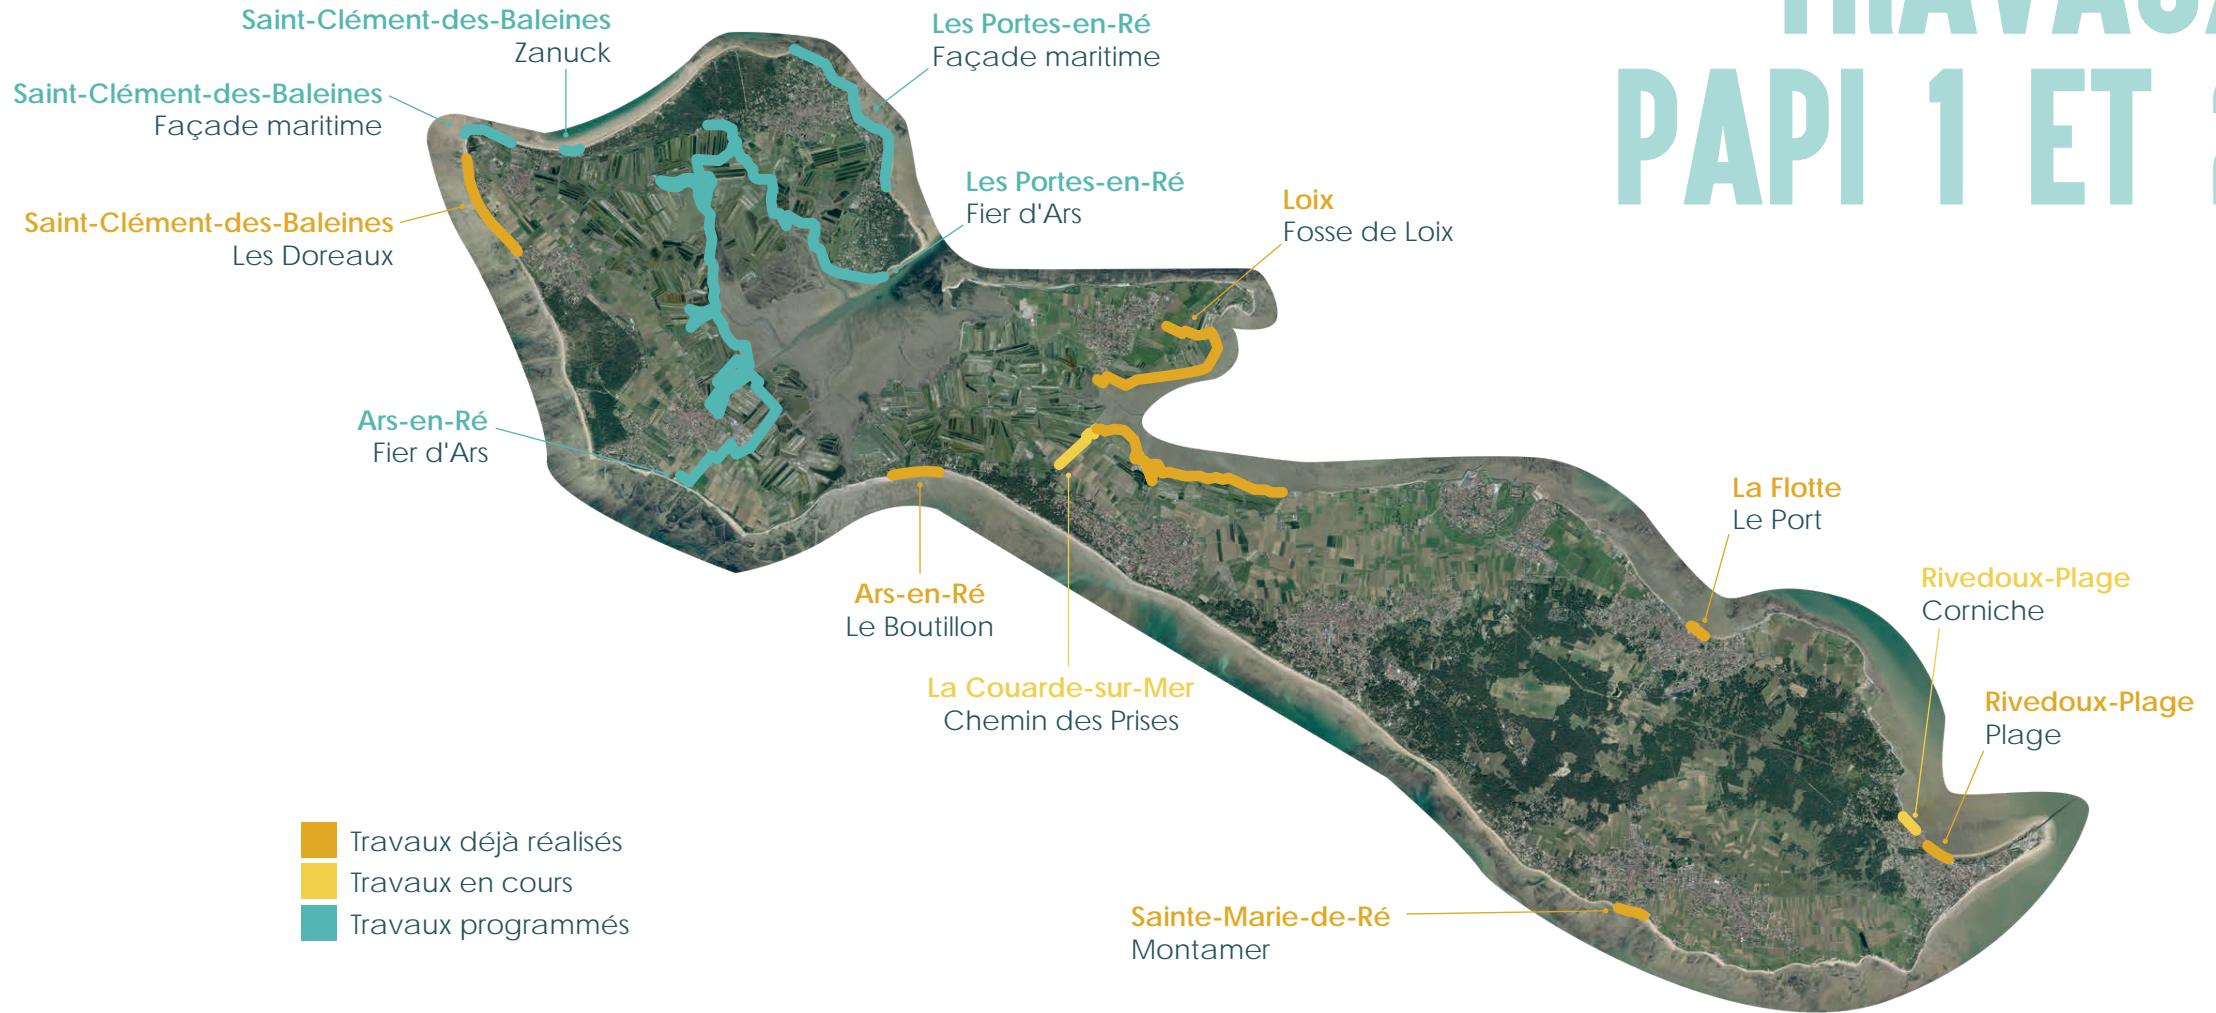 PAPI 1 ET
Saint-Clément-des-Baleines
Zanuck
Les Portes-en-Ré
Façade maritime
Saint-Clément-des-Baleines
Façade maritime
Les Portes-en-Ré
Fier d'Ars
Loix
Fosse de Loix
Saint-Clément-des-Baleines
Les Doreaux
Ars-en-Ré
Fier d'Ars
La Flotte
Le Port
Ars-en-Ré
Le Boutillon
Rivedoux-Plage
Corniche
La Couarde-sur-Mer
Chemin des Prises
Rivedoux-Plage
Plage
Travaux déjà réalisés
Travaux en cours
Travaux programmés
Sainte-Marie-de-Ré
Montamer